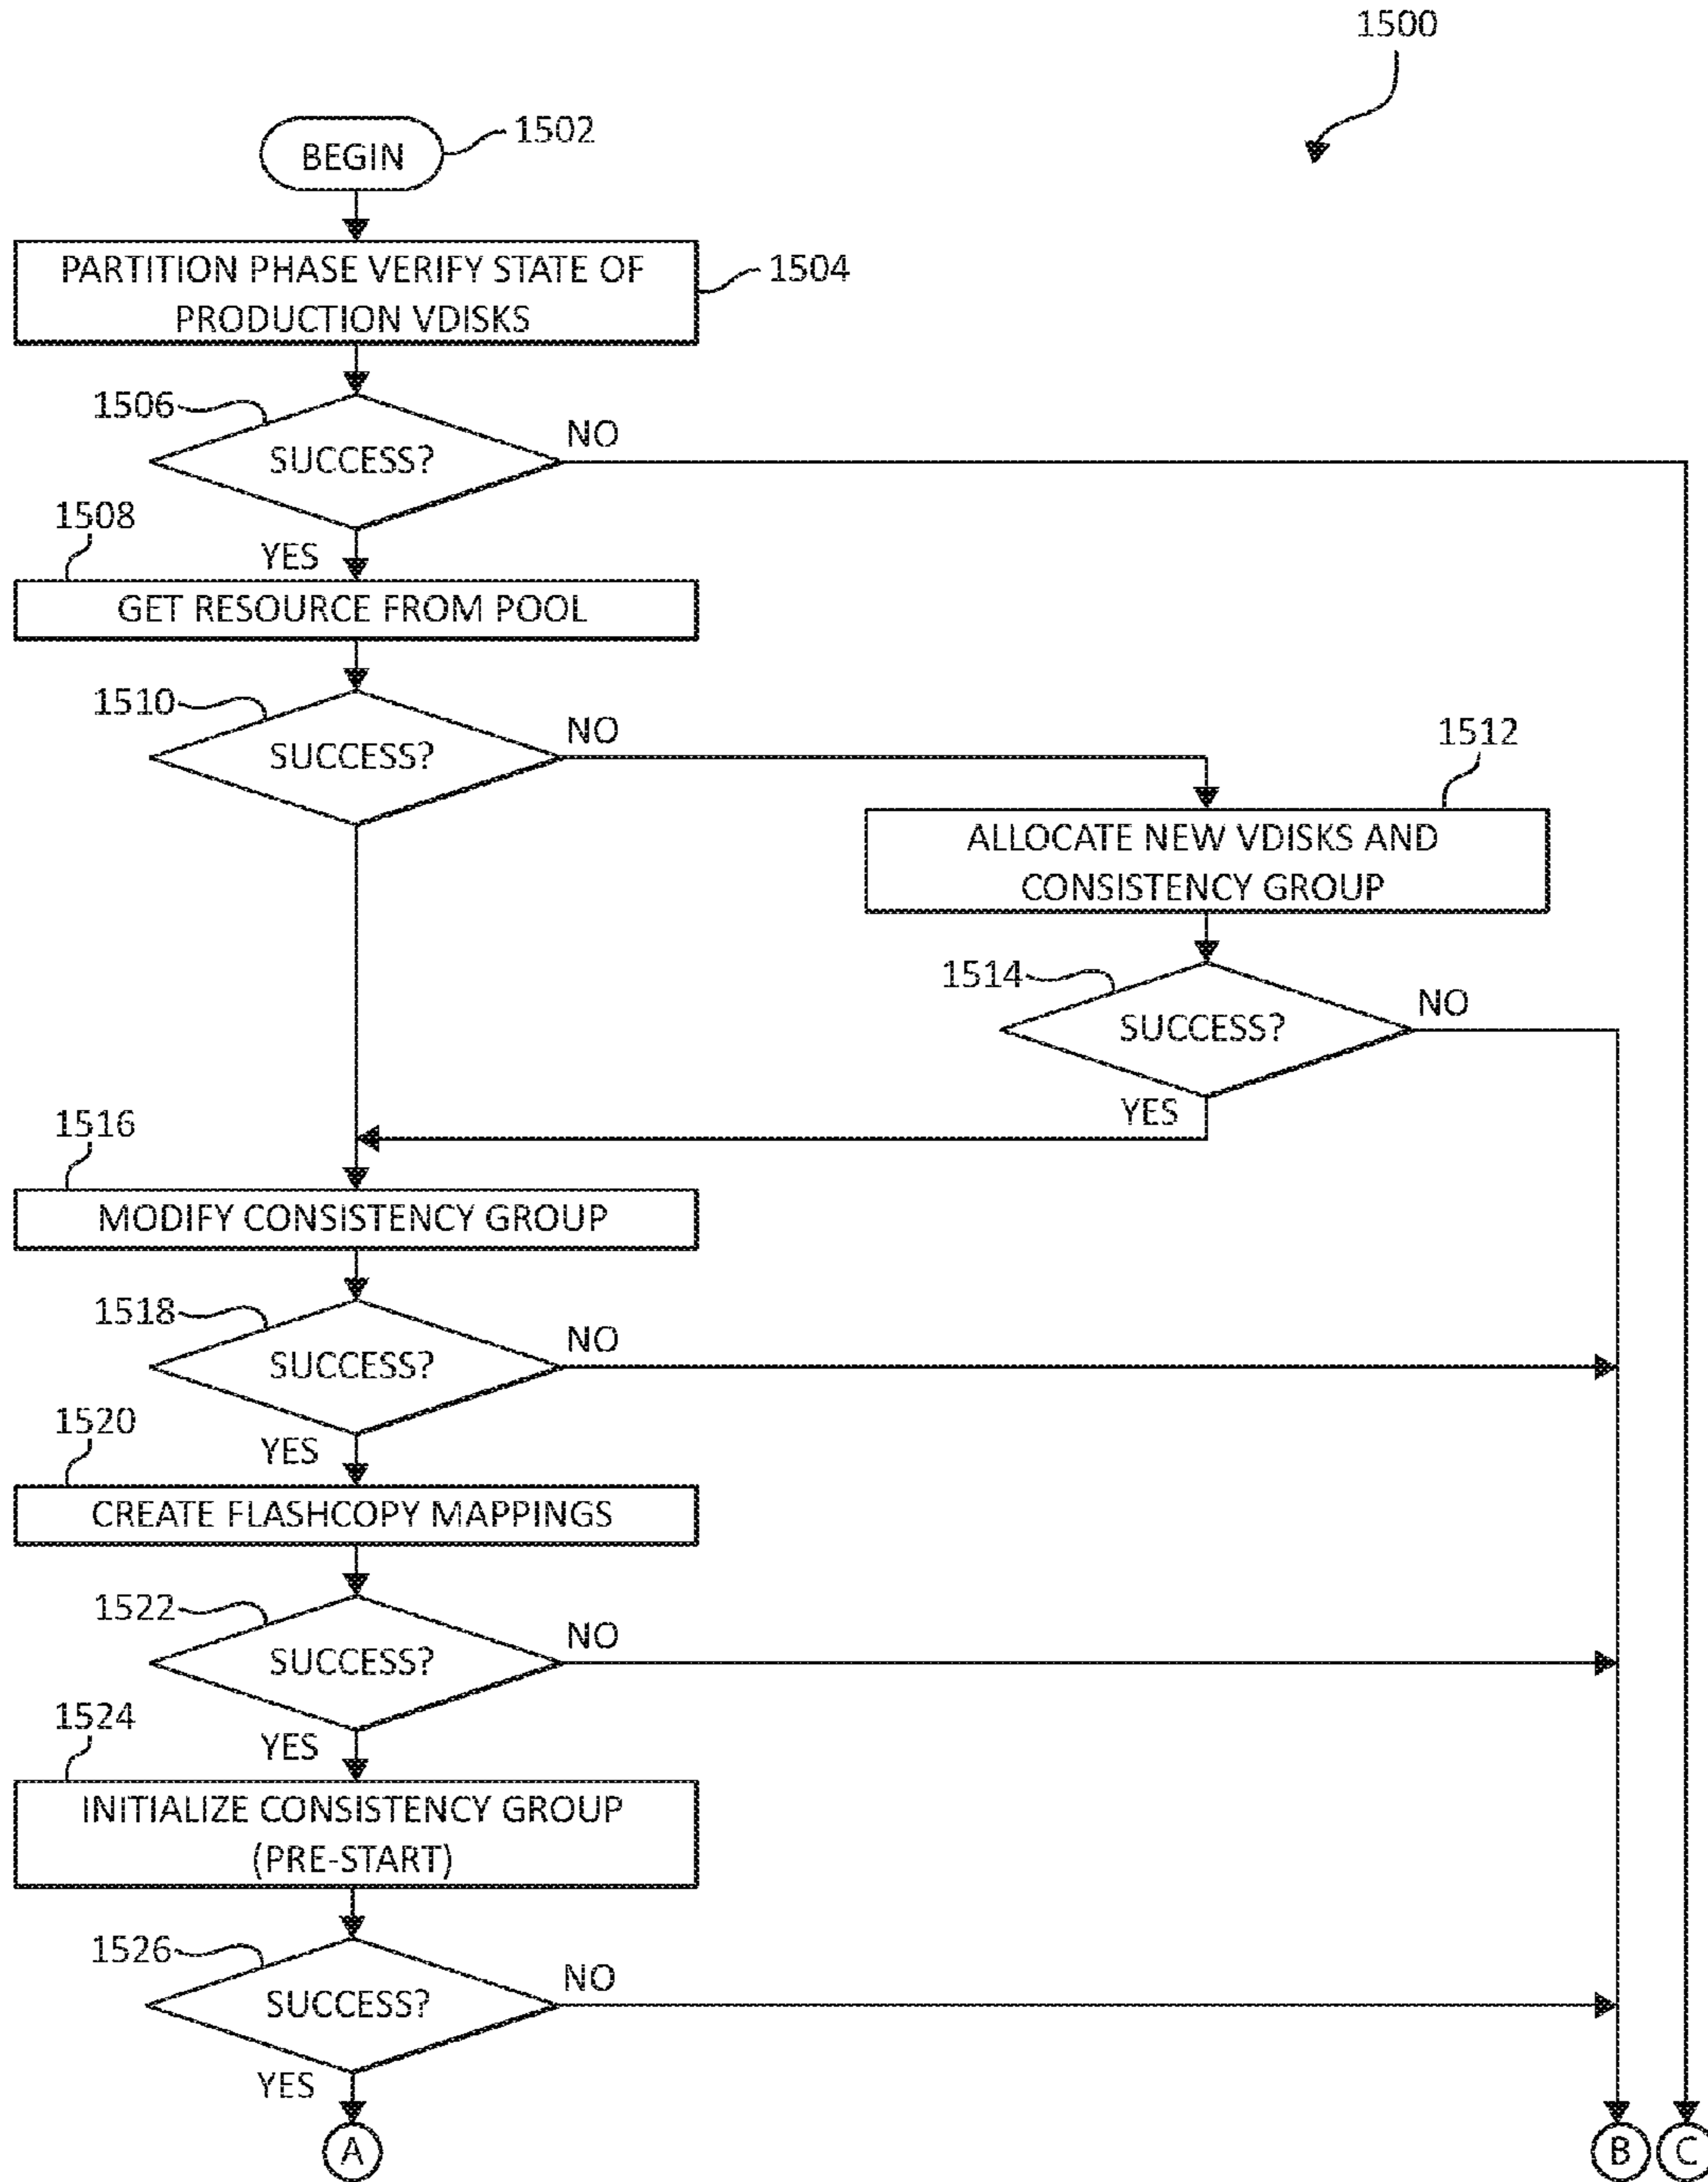 1500
BEGIN
1502
PARTITION PHASE VERIFY STATE OF
PRODUCTION VDISKS
1504
1506
SUCCESS?
NO
1508
YES
GET RESOURCE FROM POOL
1510
SUCCESS?
NO
1512
ALLOCATE NEW VDISKS AND
CONSISTENCY GROUP
1514
SUCCESS?
NO
YES
1516
MODIFY CONSISTENCY GROUP
1518
SUCCESS?
NO
1520
YES
CREATE FLASHCOPY MAPPINGS
1522
SUCCESS?
NO
1524
YES
INITIALIZE CONSISTENCY GROUP
(PRE-START)
1526
SUCCESS?
NO
YES
A
B
C